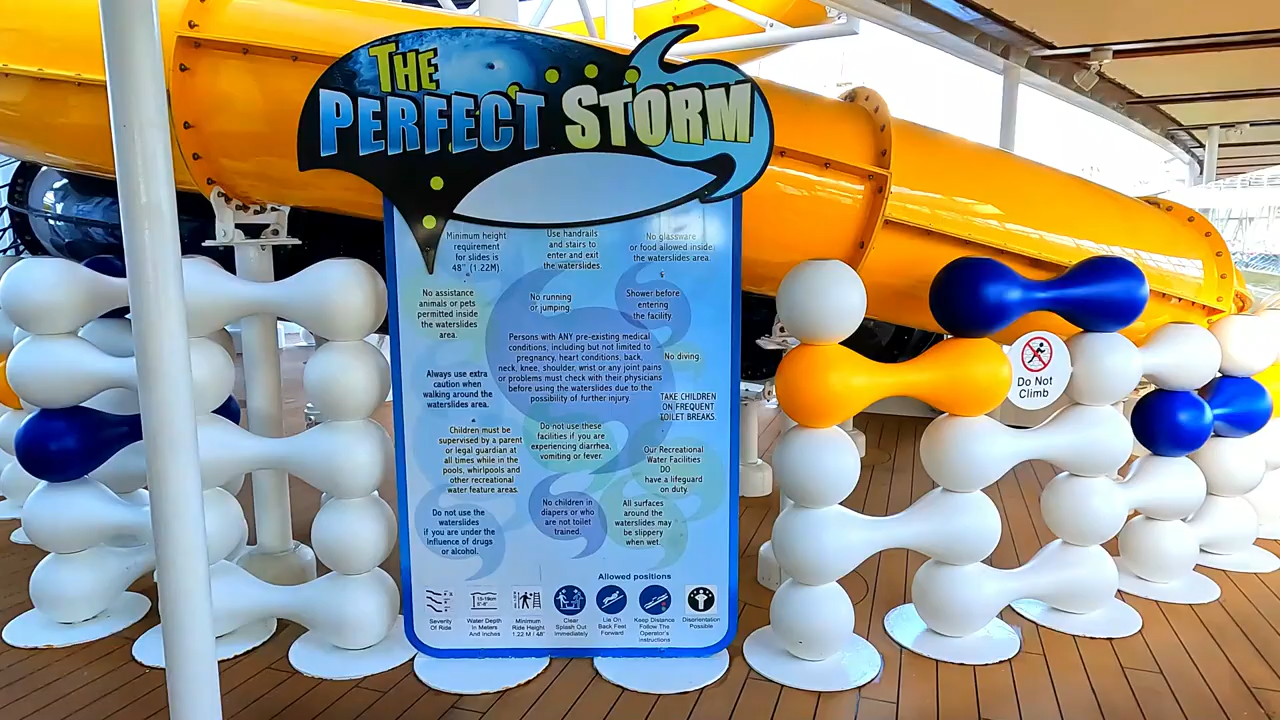 THE
PERFECT STORM
Minimum height
requirement
for slides is
48" (1.22M).
Use handrails
and stairs to
enter and exit
the waterslides.
No glassware
or food allowed inside
the waterslides area.
No assistance
animals or pets
permitted inside
the waterslides
area.
No running
or jumping.
Shower before
entering
the facility.
Persons with ANY pre-existing medical
conditions, including but not limited to
pregnancy, heart conditions, back,
neck, knee, shoulder, wrist or any joint pains
or problems must check with their physicians
before using the waterslides due to the
possibility of further injury.
No diving.
Always use extra
caution when
walking around the
waterslides area.
TAKE CHILDREN
ON FREQUENT
TOILET BREAKS.
Children must be
supervised by a parent
or legal guardian at
all times while in the
pools, whirlpools and
other recreational
water feature areas.
Do not use these
facilities if you are
experiencing diarrhea,
vomiting or fever.
Our Recreational
Water Facilities
DO
have a lifeguard
on duty.
Do not use the
waterslides
if you are under the
influence of drugs
or alcohol.
No children in
diapers or who
are not toilet
trained.
All surfaces
around the
waterslides may
be slippery
when wet.
Allowed positions
Severity
Of Ride
15-19cm
6"-8"
Water Depth
In Meters
And Inches
Minimum
Ride Height
1.22 M / 48"
Clear
Splash Out
Immediately
Lie On
Back Feet
Forward
Keep Distance
Follow The
Operator's
instructions
Disorientation
Possible
Do Not
Climb